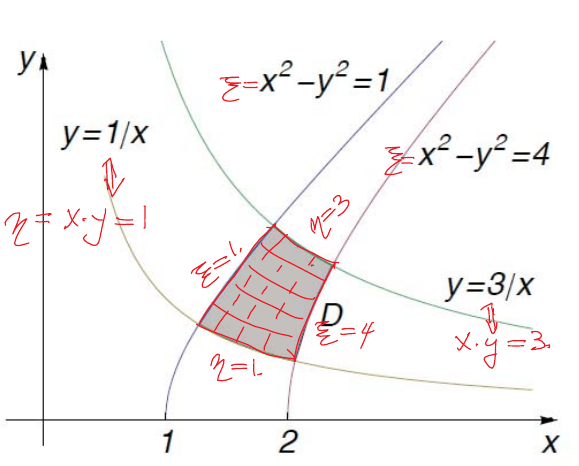 y
ξ=x²−y²=1
y=1/x
ξ=x²−y²=4
η=x·y=1
η=3
ξ=1.
y=3/x
D
ξ=4
x·y=3.
η=1.
1
2
x